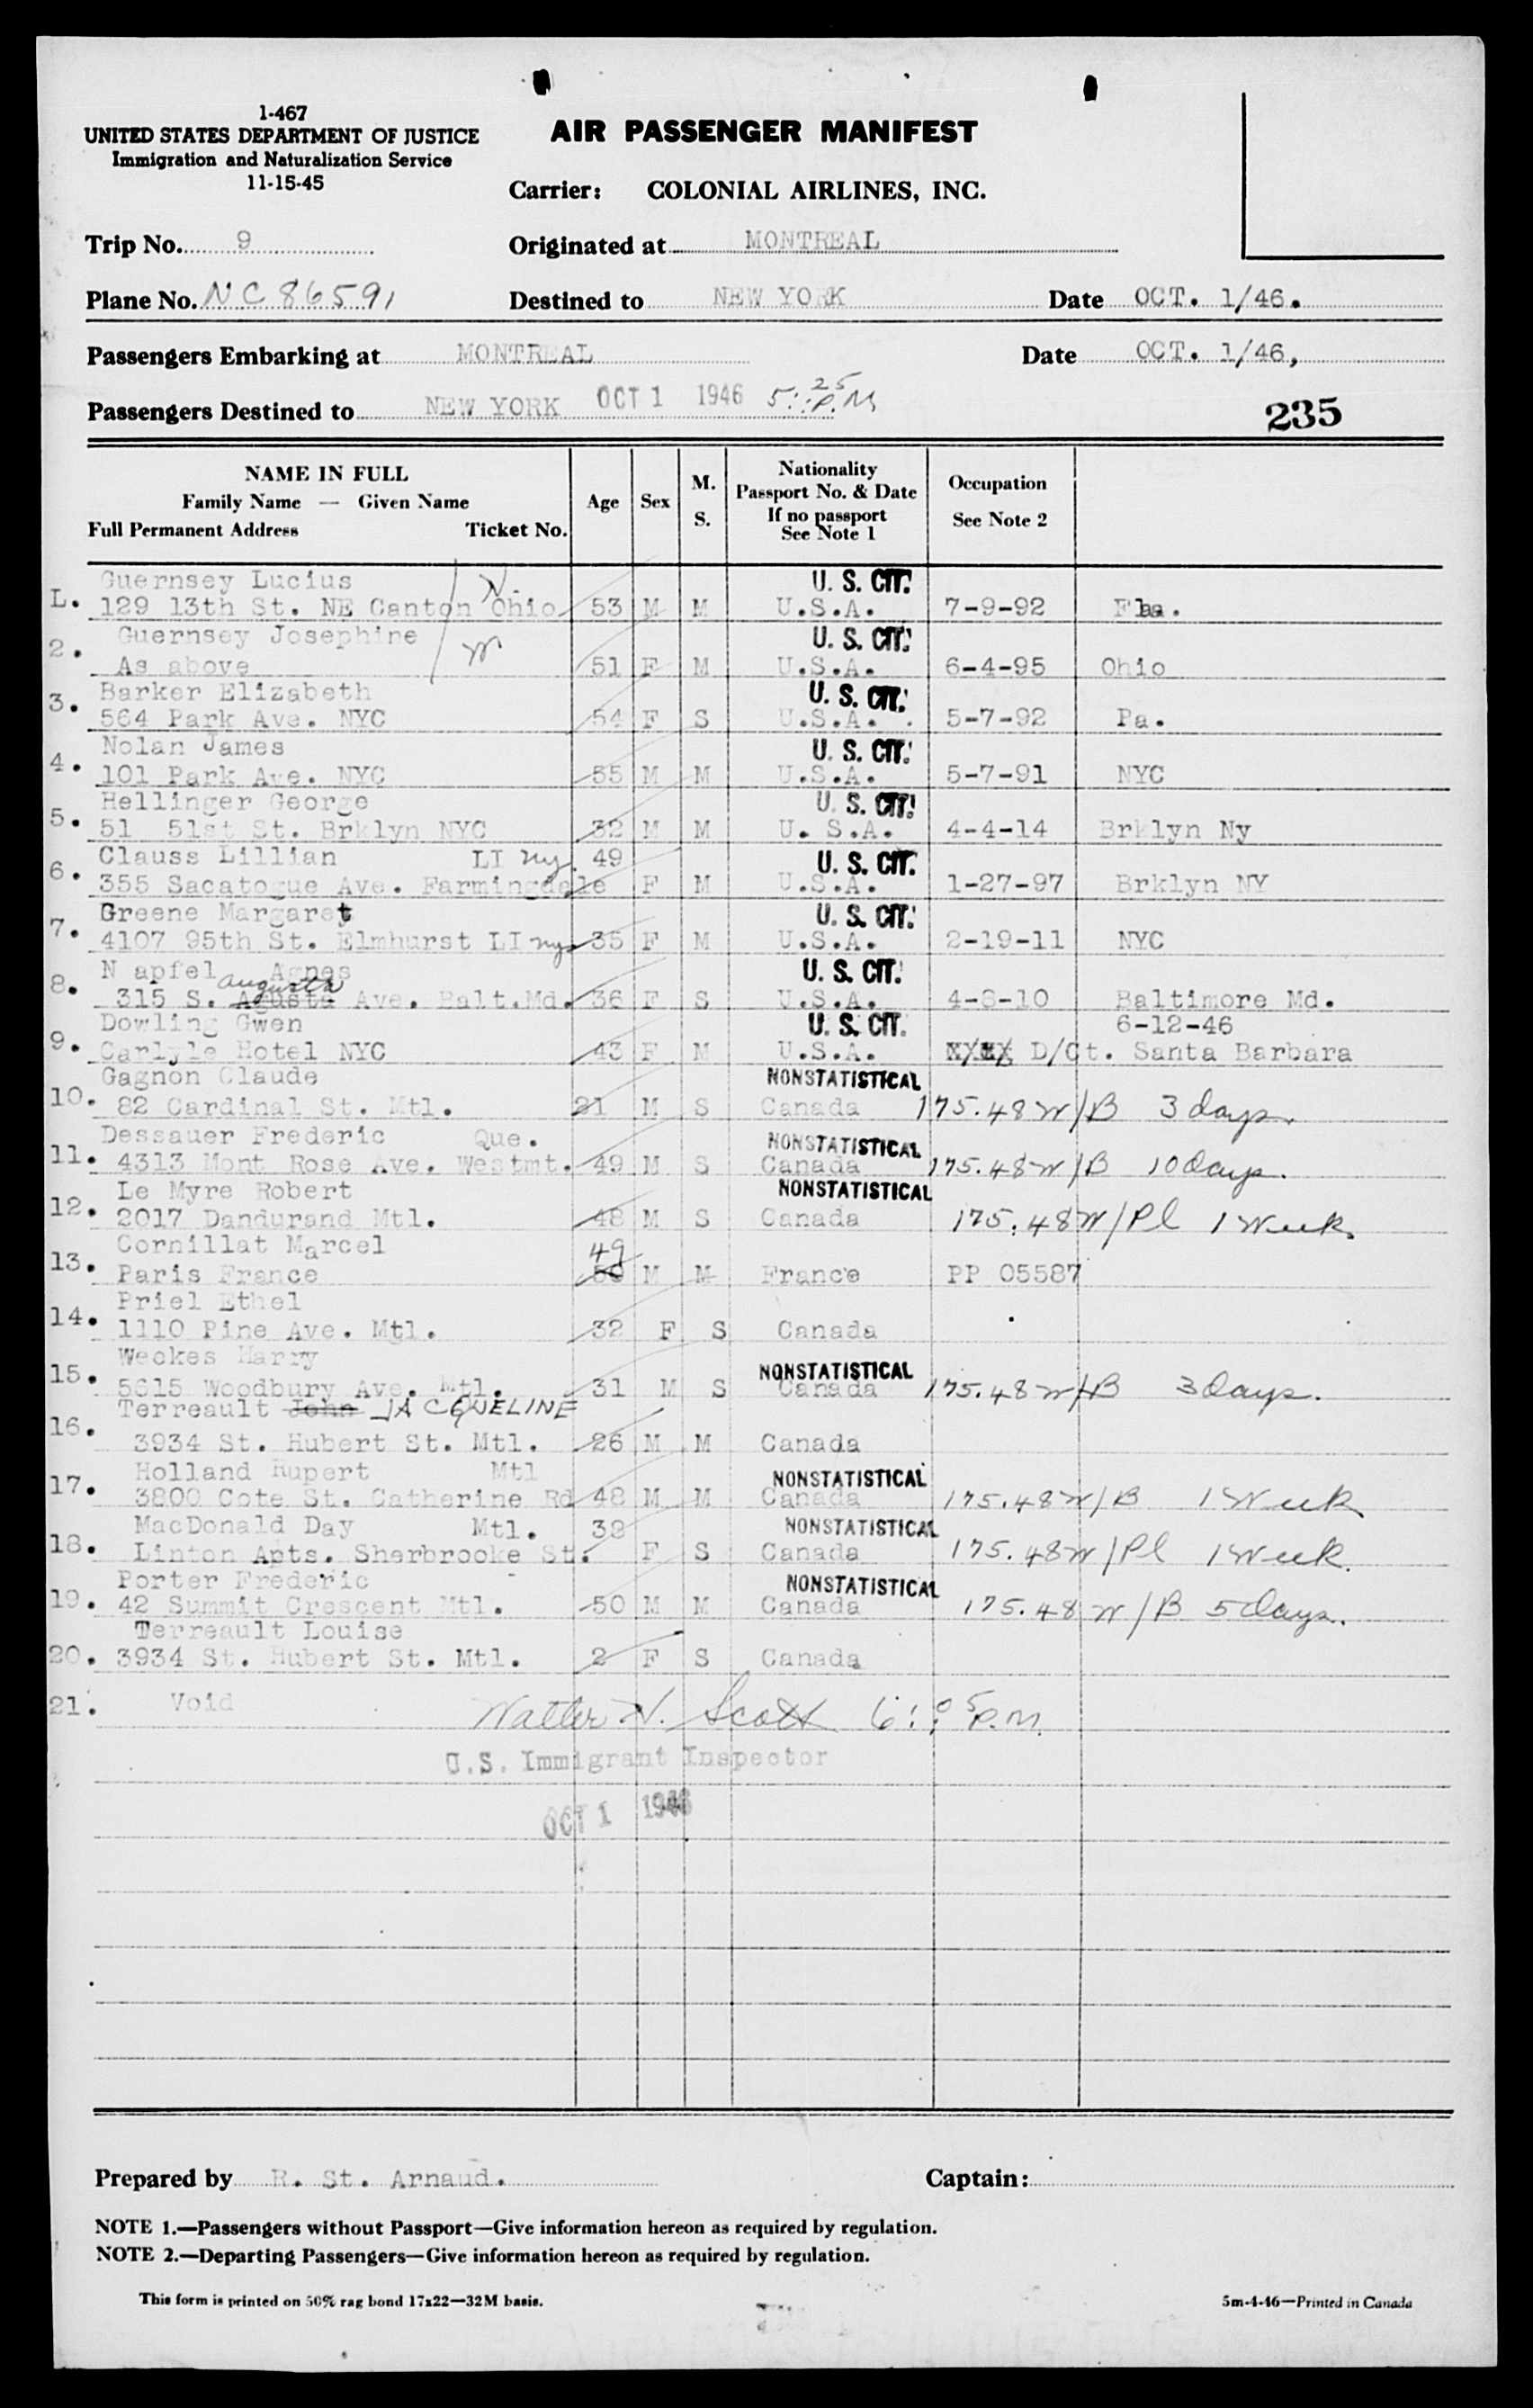 1-467
UNITED STATES DEPARTMENT OF JUSTICE
Immigration and Naturalization Service
11-15-45
AIR PASSENGER MANIFEST
Carrier: COLONIAL AIRLINES, INC.
Trip No. 9 Originated at MONTREAL
Plane No. NC86591 Destined to NEW YORK Date OCT. 1/46.
Passengers Embarking at MONTREAL Date OCT. 1/46,
Passengers Destined to NEW YORK OCT 1 1946 5:25 P.M
235
NAME IN FULL
Family Name — Given Name
Full Permanent Address Ticket No.
Age Sex M. S.
Nationality
Passport No. & Date
If no passport
See Note 1
Occupation
See Note 2
Guernsey Lucius U. S. CIT.
L. 129 13th St. NE Canton Ohio 53 M M U.S.A. 7-9-92
Guernsey Josephine U. S. CIT.
2. As above 51 F M U.S.A. 6-4-95 Ohio
Barker Elizabeth U. S. CIT.
3. 564 Park Ave. NYC 54 F S U.S.A. 5-7-92 Pa.
Nolan James U. S. CIT.
4. 101 Park Ave. NYC 55 M M U.S.A. 5-7-91 NYC
Hellinger George U. S. CIT.
5. 51 51st St. Brklyn NYC 32 M M U. S.A. 4-4-14 Brklyn Ny
Clauss Lillian LI ny. 49 U. S. CIT.
6. 355 Sacatogue Ave. Farmingdale F M U.S.A. 1-27-97 Brklyn NY
Greene Margaret U. S. CIT.
7. 4107 95th St. Elmhurst LI ny 35 F M U.S.A. 2-19-11 NYC
N apfel Agnes U. S. CIT.
8. 315 S. Agusta augusta Ave. Balt.Md. 36 F S U.S.A. 4-8-10 Baltimore Md.
Dowling Gwen U. S. CIT. 6-12-46
9. Carlyle Hotel NYC 43 F M U.S.A. D/Ct. Santa Barbara
Gagnon Claude NONSTATISTICAL
10. 82 Cardinal St. Mtl. 21 M S Canada 175.48 W/B 3 days.
Dessauer Frederic Que. NONSTATISTICAL
11. 4313 Mont Rose Ave. Westmt. 49 M S Canada 175.48 W/B 10 days.
Le Myre Robert NONSTATISTICAL
12. 2017 Dandurand Mtl. 48 M S Canada 175.48 W/Pl 1 Week
Cornillat Marcel 49
13. Paris France M M France PP 05587
Priel Ethel
14. 1110 Pine Ave. Mtl. 32 F S Canada
Weekes Harry NONSTATISTICAL
15. 5615 Woodbury Ave. Mtl. 31 M S Canada 175.48 W/B 3 days.
Terreault John JACQUELINE
16. 3934 St. Hubert St. Mtl. 26 M M Canada
Holland Rupert Mtl NONSTATISTICAL
17. 3800 Cote St. Catherine Rd 48 M M Canada 175.48 W/B 1 Week
MacDonald Day Mtl. 38 NONSTATISTICAL
18. Linton Apts. Sherbrooke St. F S Canada 175.48 W/Pl 1 Week.
Porter Frederic NONSTATISTICAL
19. 42 Summit Crescent Mtl. 50 M M Canada 175.48 W/B 5 days.
Terreault Louise
20. 3934 St. Hubert St. Mtl. 2 F S Canada
21. Void Walter N. Scott 6:05 P.M.
U.S. Immigrant Inspector
OCT 1 1946
Prepared by R. St. Arnaud. Captain:
NOTE 1.—Passengers without Passport—Give information hereon as required by regulation.
NOTE 2.—Departing Passengers—Give information hereon as required by regulation.
This form is printed on 50% rag bond 17x22—32M basis. 5m-4-46—Printed in Canada